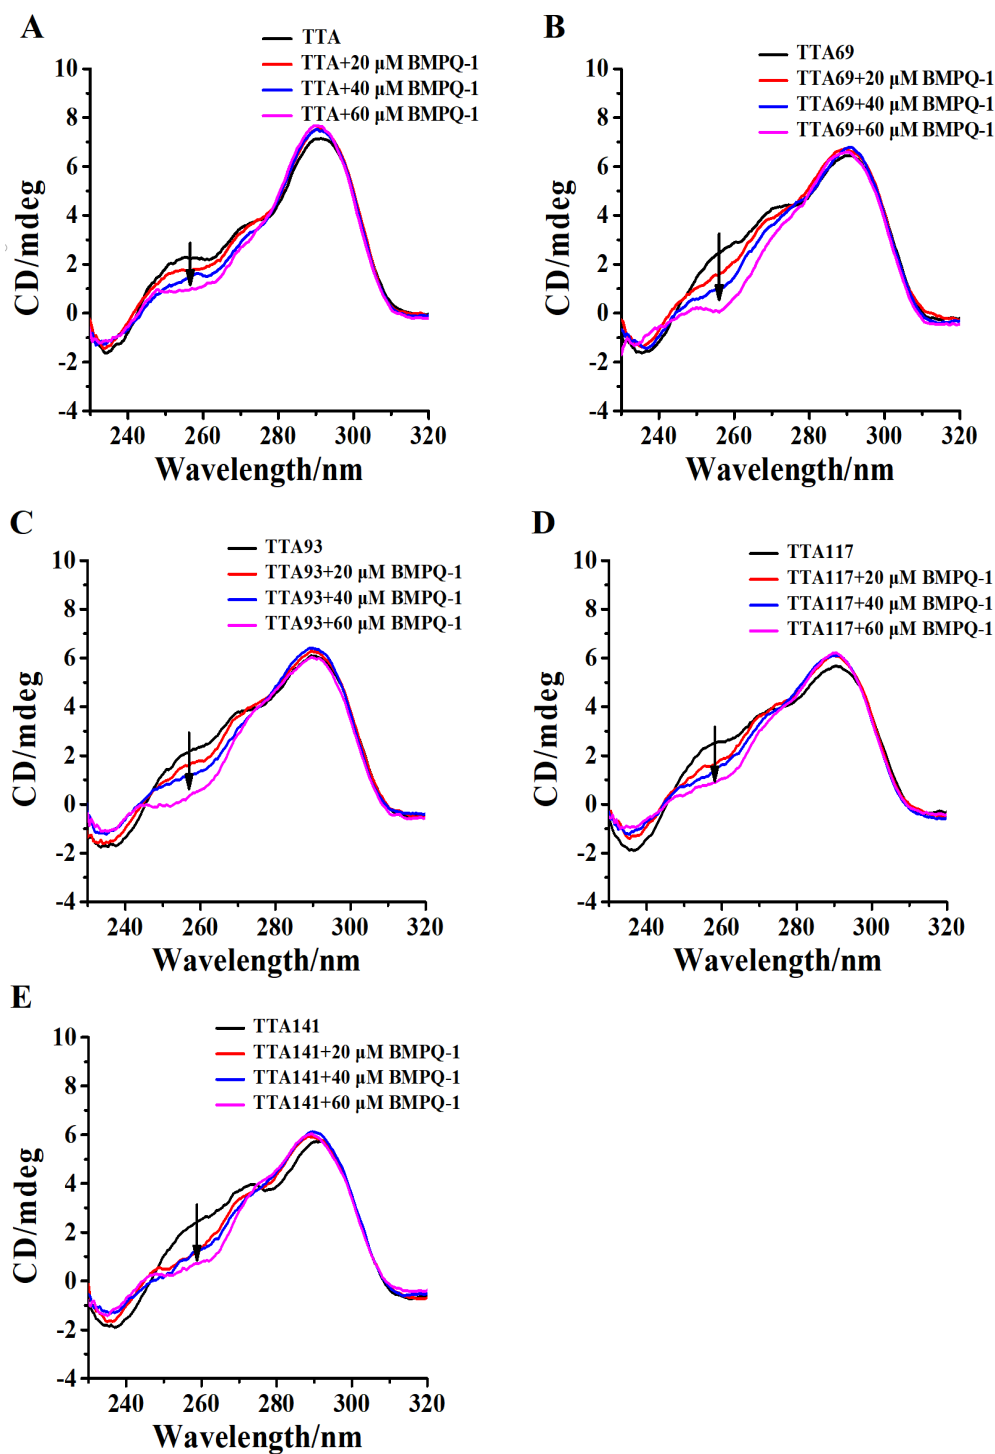 A
TTA
TTA+20 μM BMPQ-1
TTA+40 μM BMPQ-1
TTA+60 μM BMPQ-1
10
8
6
4
2
0
-2
-4
CD/mdeg
240 260 280 300 320
Wavelength/nm
B
TTA69
TTA69+20 μM BMPQ-1
TTA69+40 μM BMPQ-1
TTA69+60 μM BMPQ-1
10
8
6
4
2
0
-2
-4
CD/mdeg
240 260 280 300 320
Wavelength/nm
C
TTA93
TTA93+20 μM BMPQ-1
TTA93+40 μM BMPQ-1
TTA93+60 μM BMPQ-1
10
8
6
4
2
0
-2
-4
CD/mdeg
240 260 280 300 320
Wavelength/nm
D
TTA117
TTA117+20 μM BMPQ-1
TTA117+40 μM BMPQ-1
TTA117+60 μM BMPQ-1
10
8
6
4
2
0
-2
-4
CD/mdeg
240 260 280 300 320
Wavelength/nm
E
TTA141
TTA141+20 μM BMPQ-1
TTA141+40 μM BMPQ-1
TTA141+60 μM BMPQ-1
10
8
6
4
2
0
-2
-4
CD/mdeg
240 260 280 300 320
Wavelength/nm